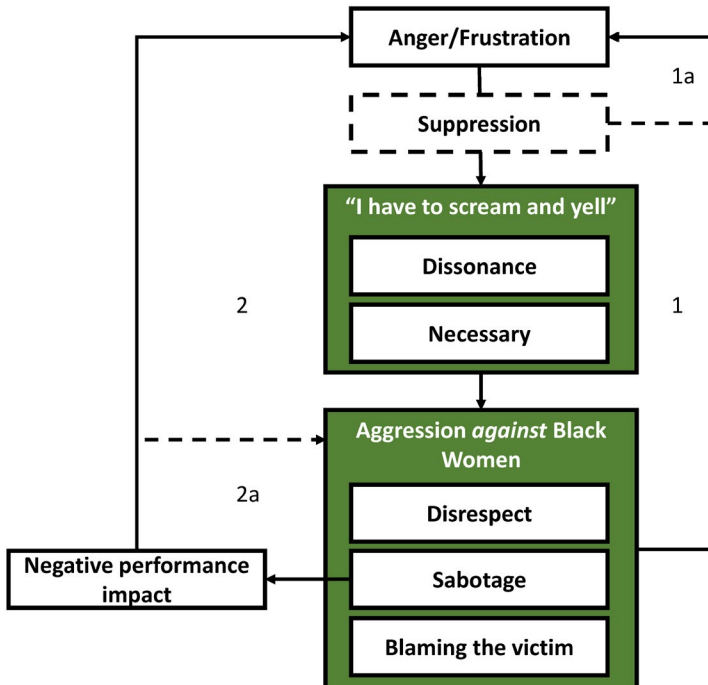 Anger/Frustration
1a
Suppression
“I have to scream and yell”
Dissonance
2
1
Necessary
Aggression against Black
Women
2a
Disrespect
Negative performance
impact
Sabotage
Blaming the victim